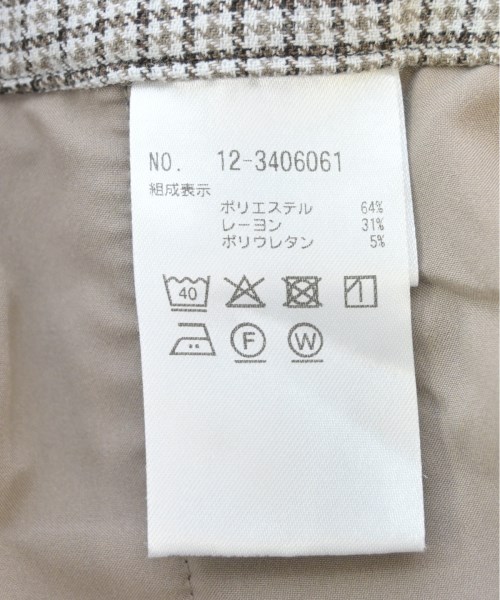 NO. 12-3406061
組成表示
ポリエステル 64%
レーヨン 31%
ポリウレタン 5%
40
F W